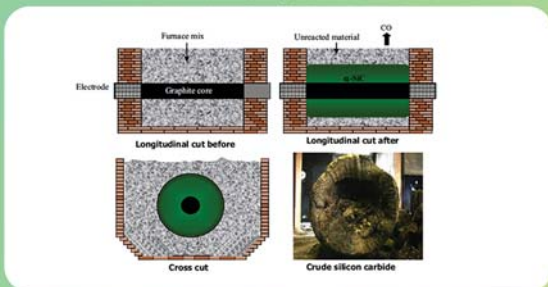 Furnace mix
Electrode
Graphite core
Longitudinal cut before
Unreacted material
CO
α-SiC
Longitudinal cut after
Cross cut
Crude silicon carbide